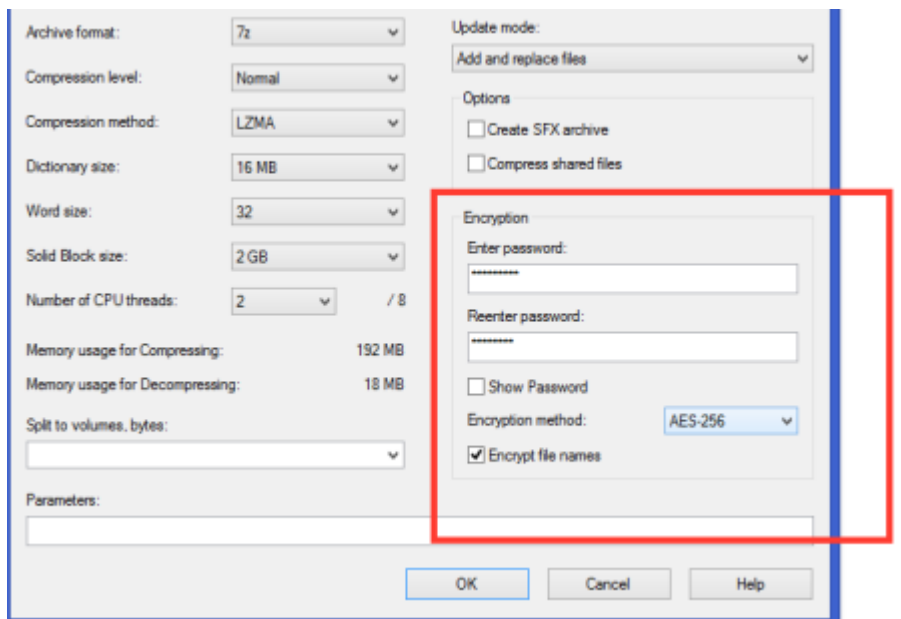 Archive format: 7z
Compression level: Normal
Compression method: LZMA
Dictionary size: 16 MB
Word size: 32
Solid Block size: 2 GB
Number of CPU threads: 2 / 8
Memory usage for Compressing: 192 MB
Memory usage for Decompressing: 18 MB
Split to volumes, bytes:
Parameters:
Update mode:
Add and replace files
Options
Create SFX archive
Compress shared files
Encryption
Enter password:
*********
Reenter password:
********
Show Password
Encryption method: AES-256
Encrypt file names
OK Cancel Help